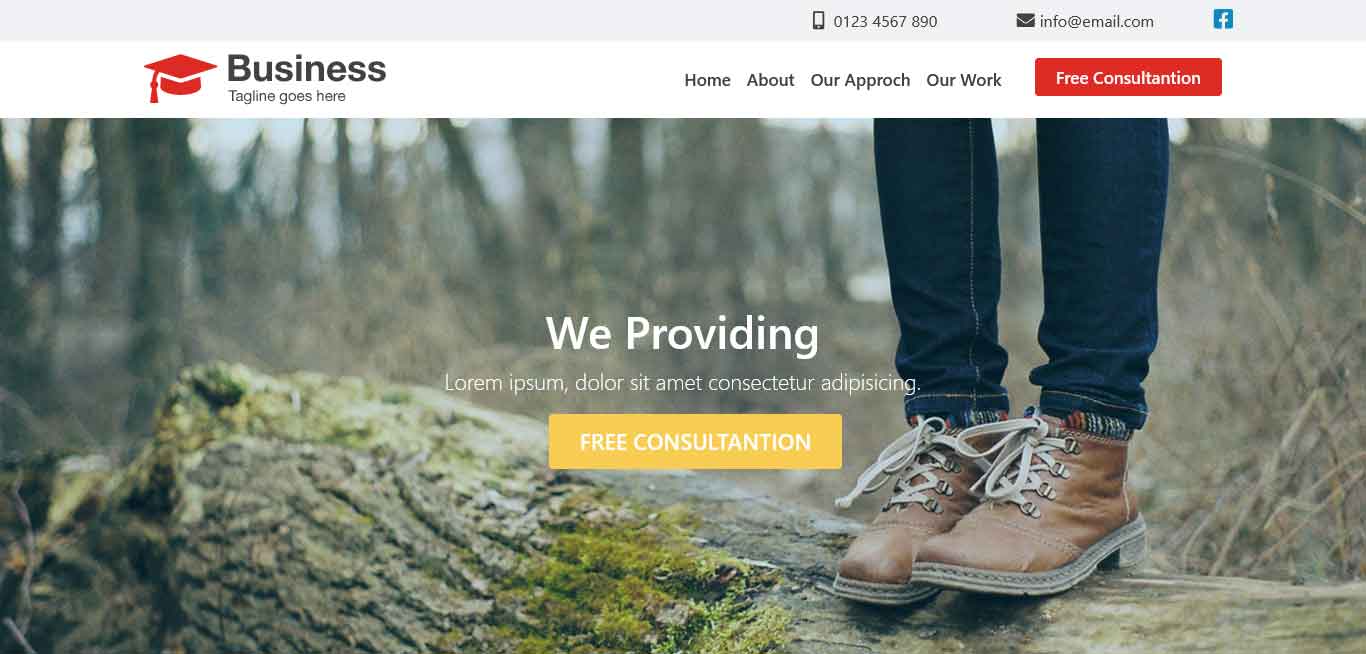 0123 4567 890
info@email.com
Business
Tagline goes here
Home About Our Approch Our Work Free Consultantion
We Providing
Lorem ipsum, dolor sit amet consectetur adipisicing.
FREE CONSULTANTION